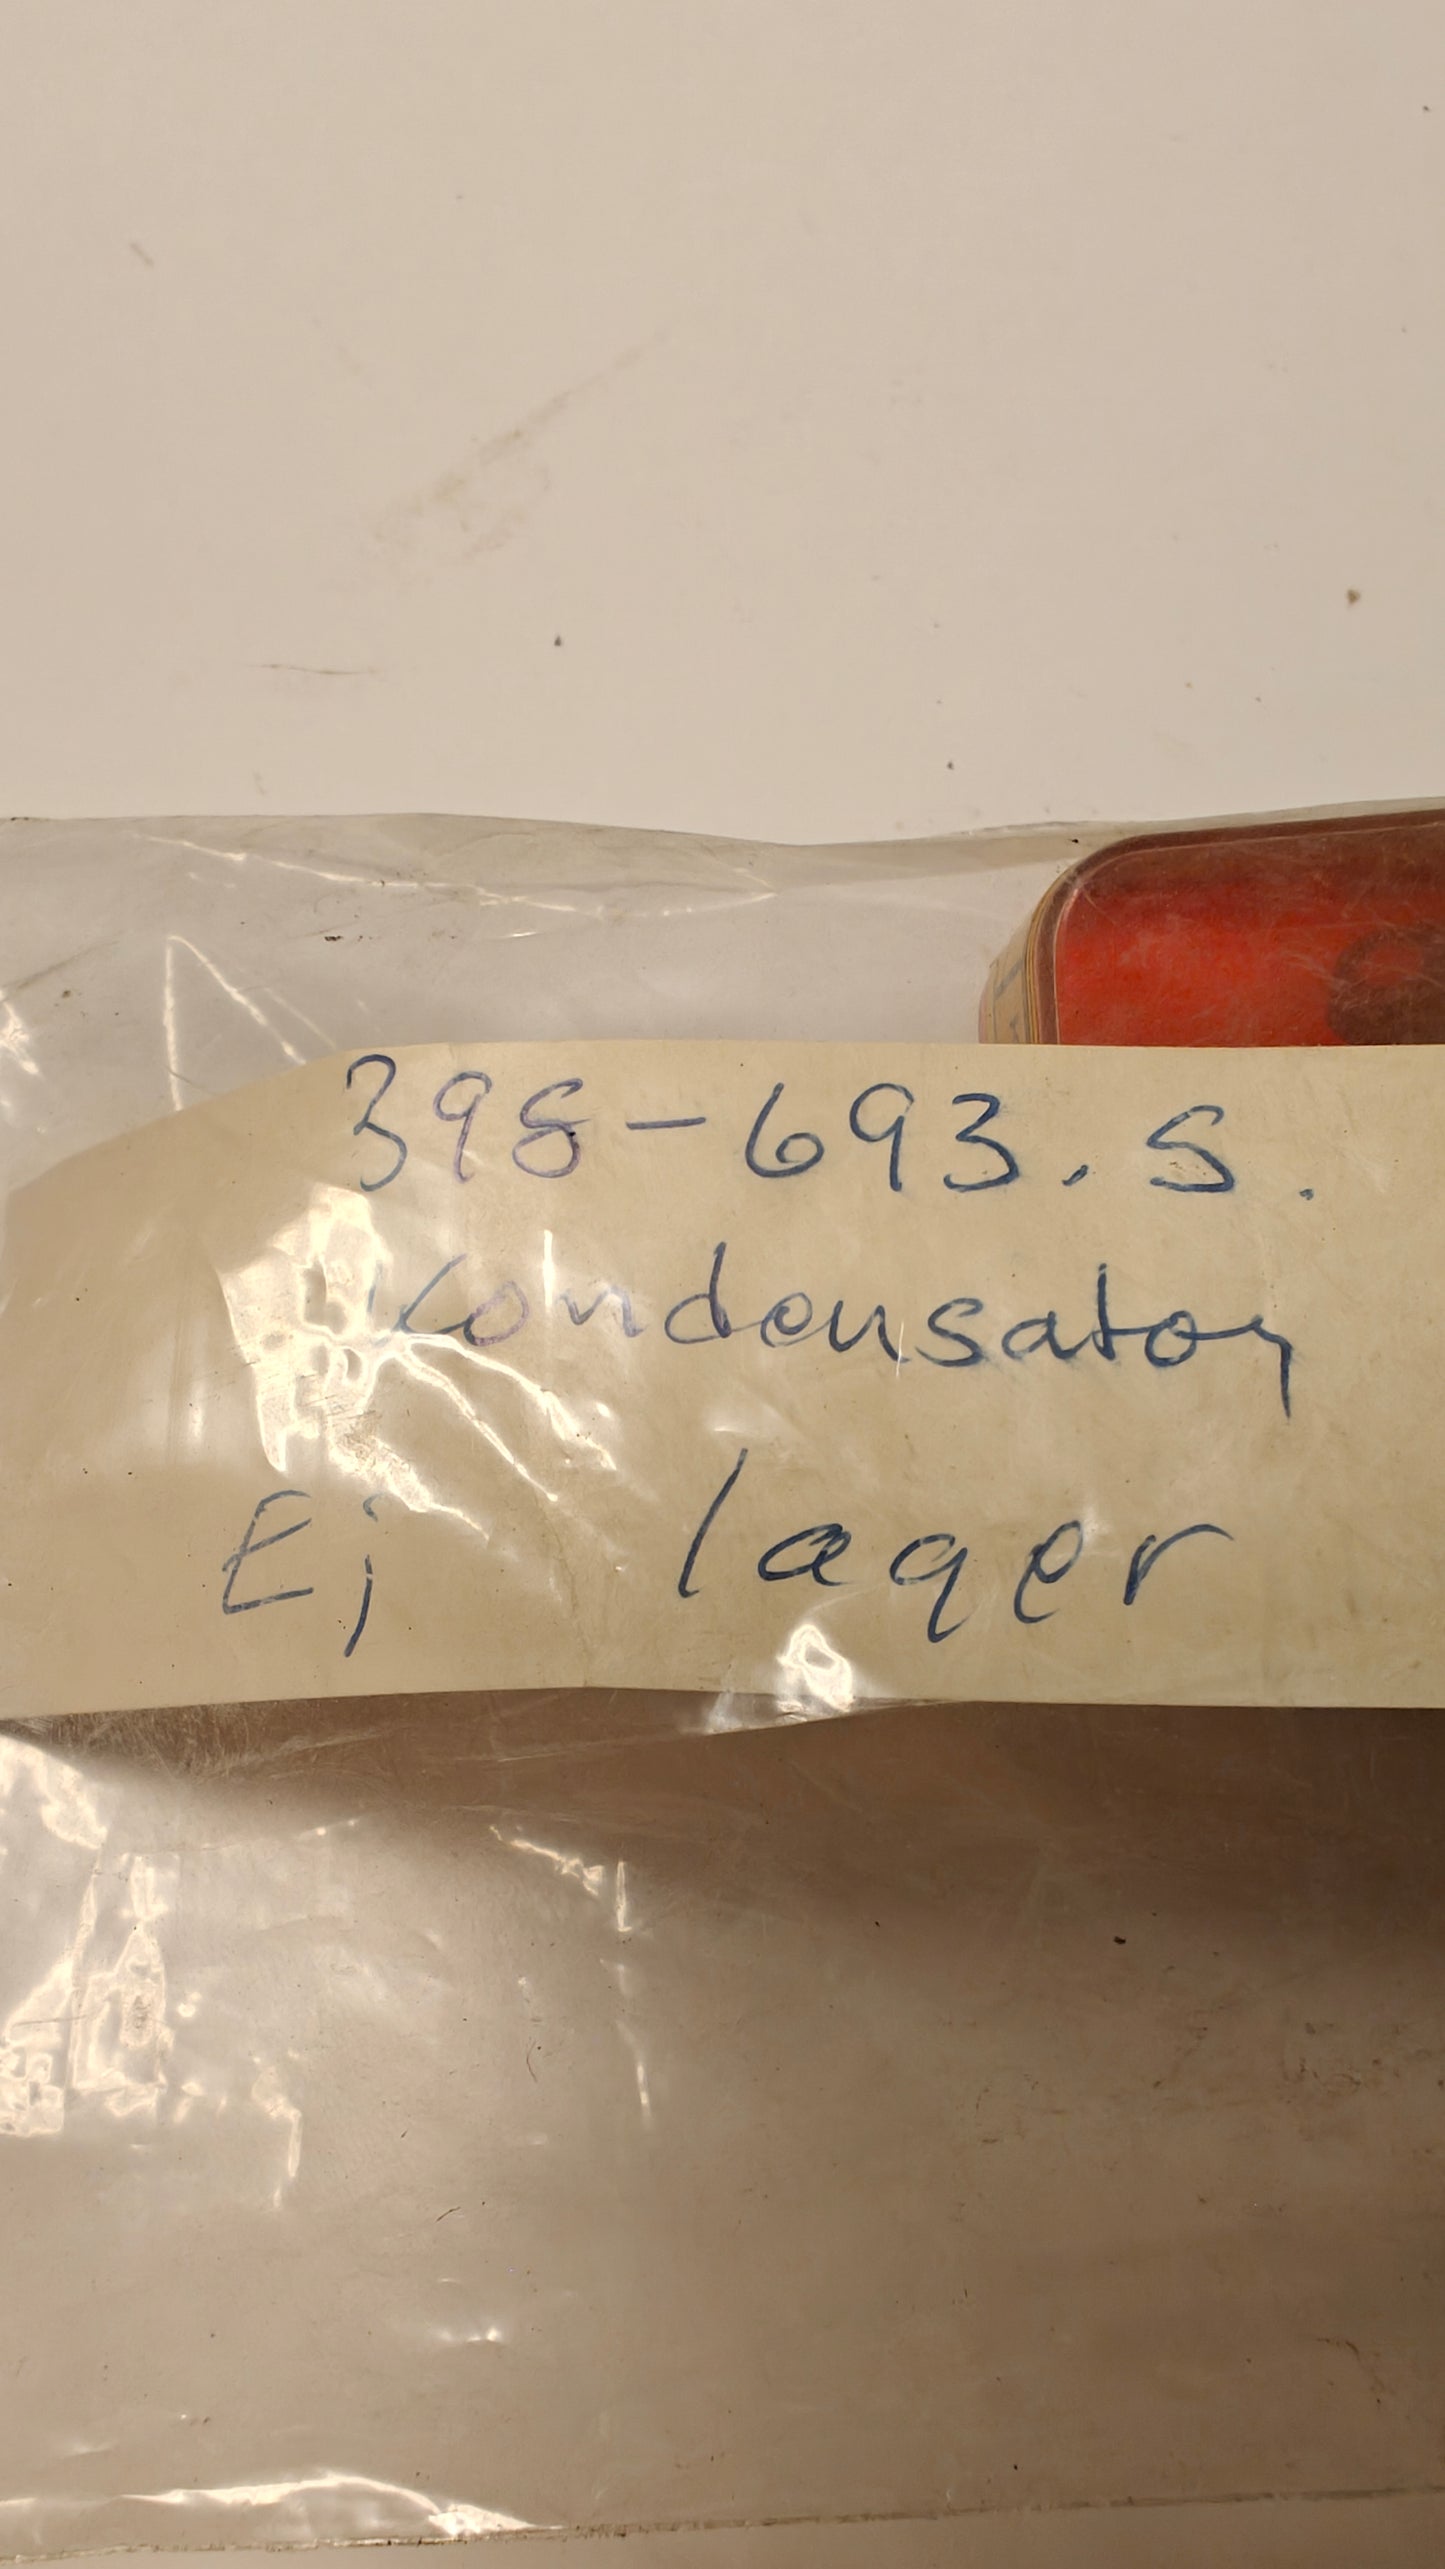 398-693.S.
Kondensator
Ej lager